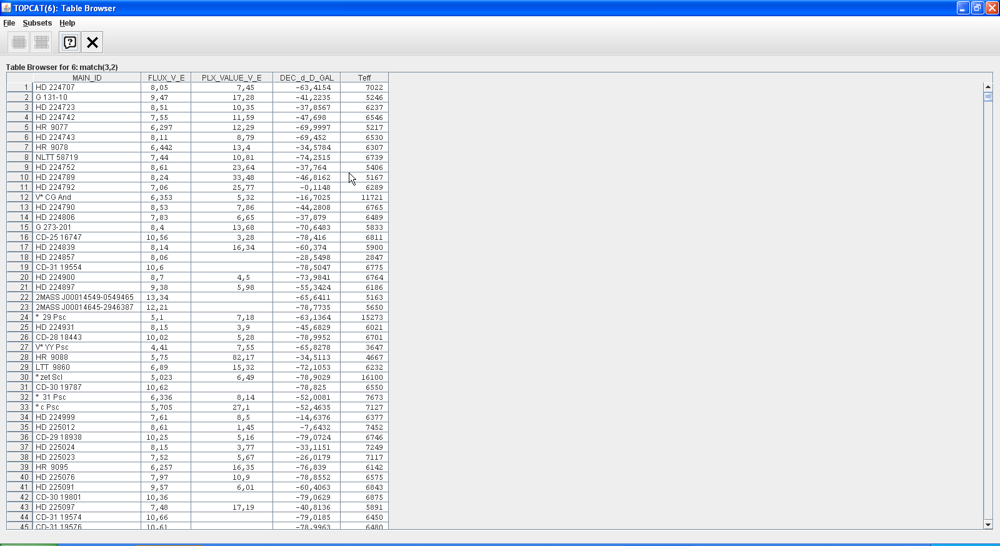 TOPCAT(6): Table Browser
File Subsets Help
Table Browser for 6: match(3,2)
MAIN_ID FLUX_V_E PLX_VALUE_V_E DEC_d_D_GAL Teff
1 HD 224707 8,05 7,45 -63,4154 7022
2 G 131-10 9,47 17,28 -41,2235 5246
3 HD 224723 8,51 10,35 -37,8567 6237
4 HD 224742 7,55 11,59 -47,698 6546
5 HR 9077 6,297 12,29 -69,9997 5217
6 HD 224743 8,11 8,79 -69,452 6530
7 HR 9078 6,442 13,4 -34,5784 6307
8 NLTT 58719 7,44 10,81 -74,2515 6739
9 HD 224752 8,61 23,64 -37,764 5406
10 HD 224789 8,24 33,48 -46,8162 5167
11 HD 224792 7,06 25,77 -0,1148 6289
12 V* CG And 6,353 5,32 -16,7025 11721
13 HD 224790 8,53 7,86 -44,2808 6765
14 HD 224806 7,83 6,65 -37,879 6489
15 G 273-201 8,4 13,68 -70,6483 5833
16 CD-25 16747 10,56 3,28 -78,416 6811
17 HD 224839 8,14 16,34 -60,374 5900
18 HD 224857 8,06 -28,5498 2847
19 CD-31 19554 10,6 -78,5047 6775
20 HD 224900 8,7 4,5 -73,9841 6764
21 HD 224897 9,38 5,98 -55,3424 6186
22 2MASS J00014549-0549465 13,34 -65,6411 5163
23 2MASS J00014645-2946387 12,21 -78,7735 5650
24 * 29 Psc 5,1 7,18 -63,1364 15273
25 HD 224931 8,15 3,9 -45,6829 6021
26 CD-28 18443 10,02 5,28 -78,9952 6701
27 V* YY Psc 4,41 7,55 -65,8278 3647
28 HR 9088 5,75 82,17 -34,5113 4667
29 LTT 9860 6,89 15,32 -72,1053 6232
30 * zet Scl 5,023 6,49 -78,9029 16100
31 CD-30 19787 10,62 -78,825 6550
32 * 31 Psc 6,336 8,14 -52,0081 7673
33 * c Psc 5,705 27,1 -52,4635 7127
34 HD 224999 7,61 8,5 -14,6376 6377
35 HD 225012 8,61 1,45 -7,6432 7452
36 CD-29 18938 10,25 5,16 -79,0724 6746
37 HD 225024 8,15 3,77 -33,1151 7249
38 HD 225023 7,52 5,67 -26,0179 7117
39 HR 9095 6,257 16,35 -76,839 6142
40 HD 225076 7,97 10,9 -78,8552 6575
41 HD 225091 9,57 6,01 -60,4063 6843
42 CD-30 19801 10,36 -79,0629 6875
43 HD 225097 7,48 17,19 -40,8136 5891
44 CD-31 19574 10,66 -79,0185 6450
45 CD-31 19576 10,61 -78,9963 6480